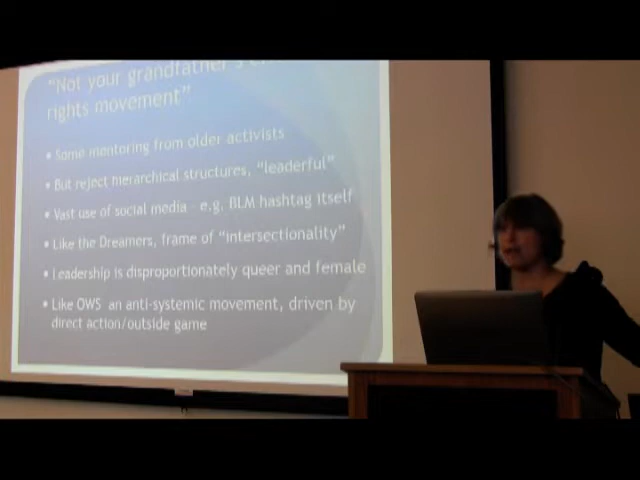 "Not your grandfather's
rights movement"
• Some mentoring from older activists
• But reject hierarchical structures, "leaderful"
• Vast use of social media - e.g. BLM hashtag itself
• Like the Dreamers, frame of "intersectionality"
• Leadership is disproportionately queer and female
• Like OWS an anti-systemic movement, driven by
direct action/outside game